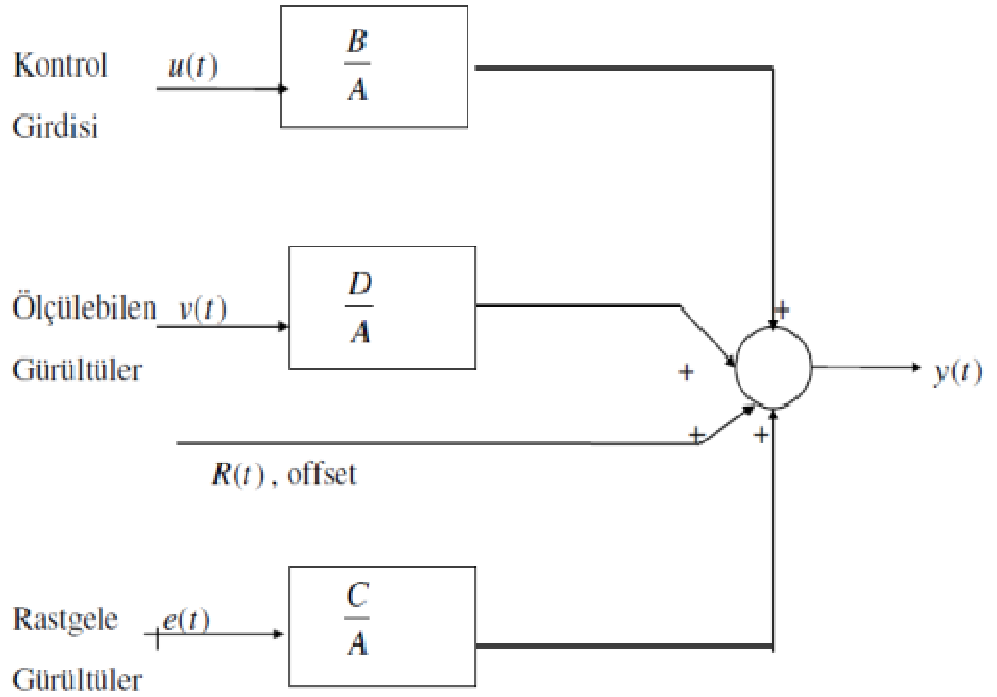 Kontrol
Girdisi
u(t)
B
A
+
Ölçülebilen
Gürültüler
v(t)
D
A
+
y(t)
+
+
R(t), offset
Rastgele
Gürültüler
e(t)
C
A